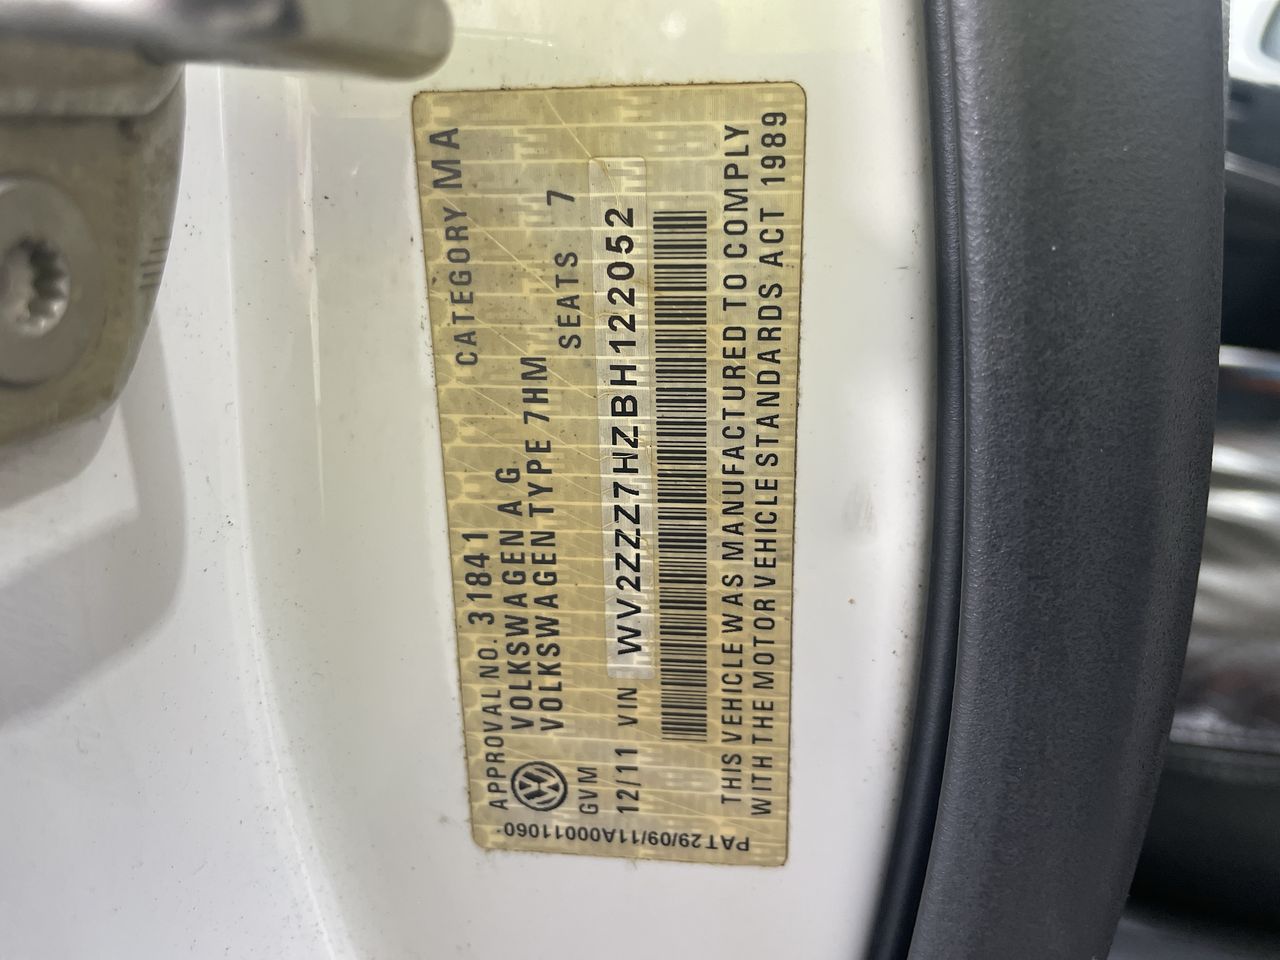 APPROVAL NO. 31841 CATEGORY MA
VOLKSWAGEN A G
VOLKSWAGEN TYPE 7HM
GVM SEATS 7
12/11 VIN WV2ZZZ7HZBH122052
THIS VEHICLE WAS MANUFACTURED TO COMPLY
WITH THE MOTOR VEHICLE STANDARDS ACT 1989
PAT29/09/11A00011060